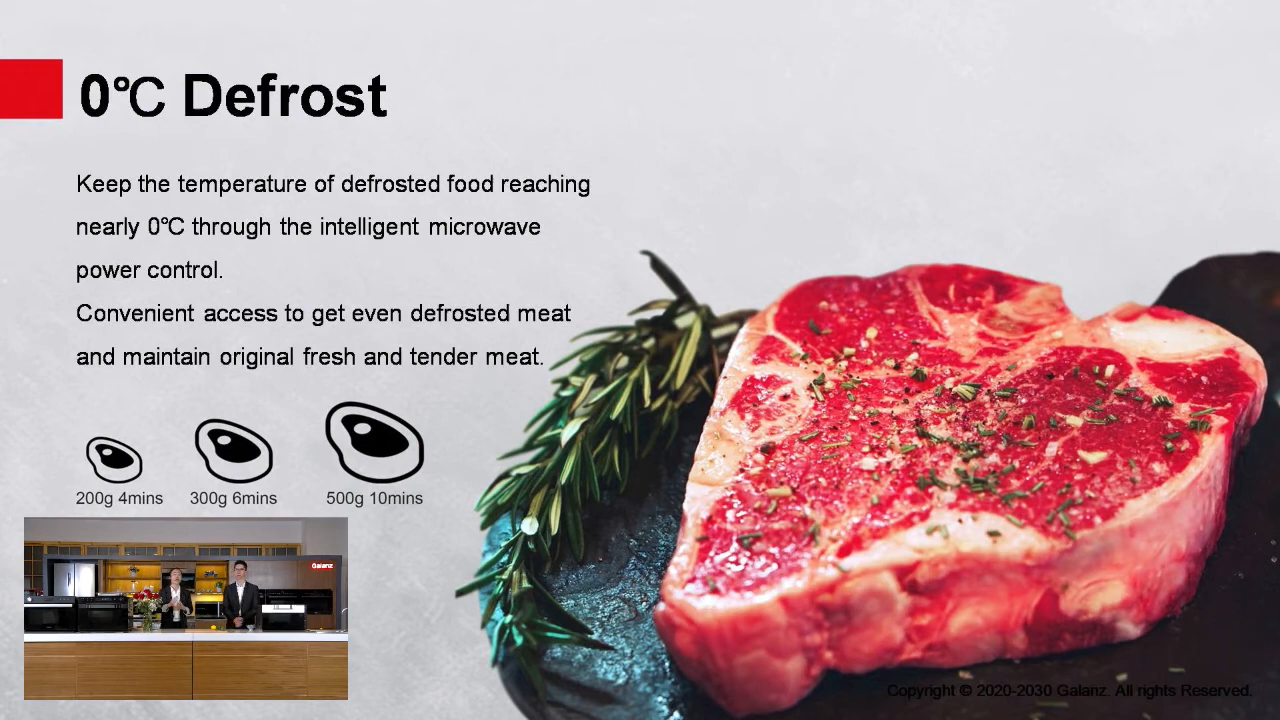 0℃ Defrost
Keep the temperature of defrosted food reaching
nearly 0℃ through the intelligent microwave
power control.
Convenient access to get even defrosted meat
and maintain original fresh and tender meat.
200g 4mins 300g 6mins 500g 10mins
Galanz
Copyright © 2020-2030 Galanz. All rights Reserved.